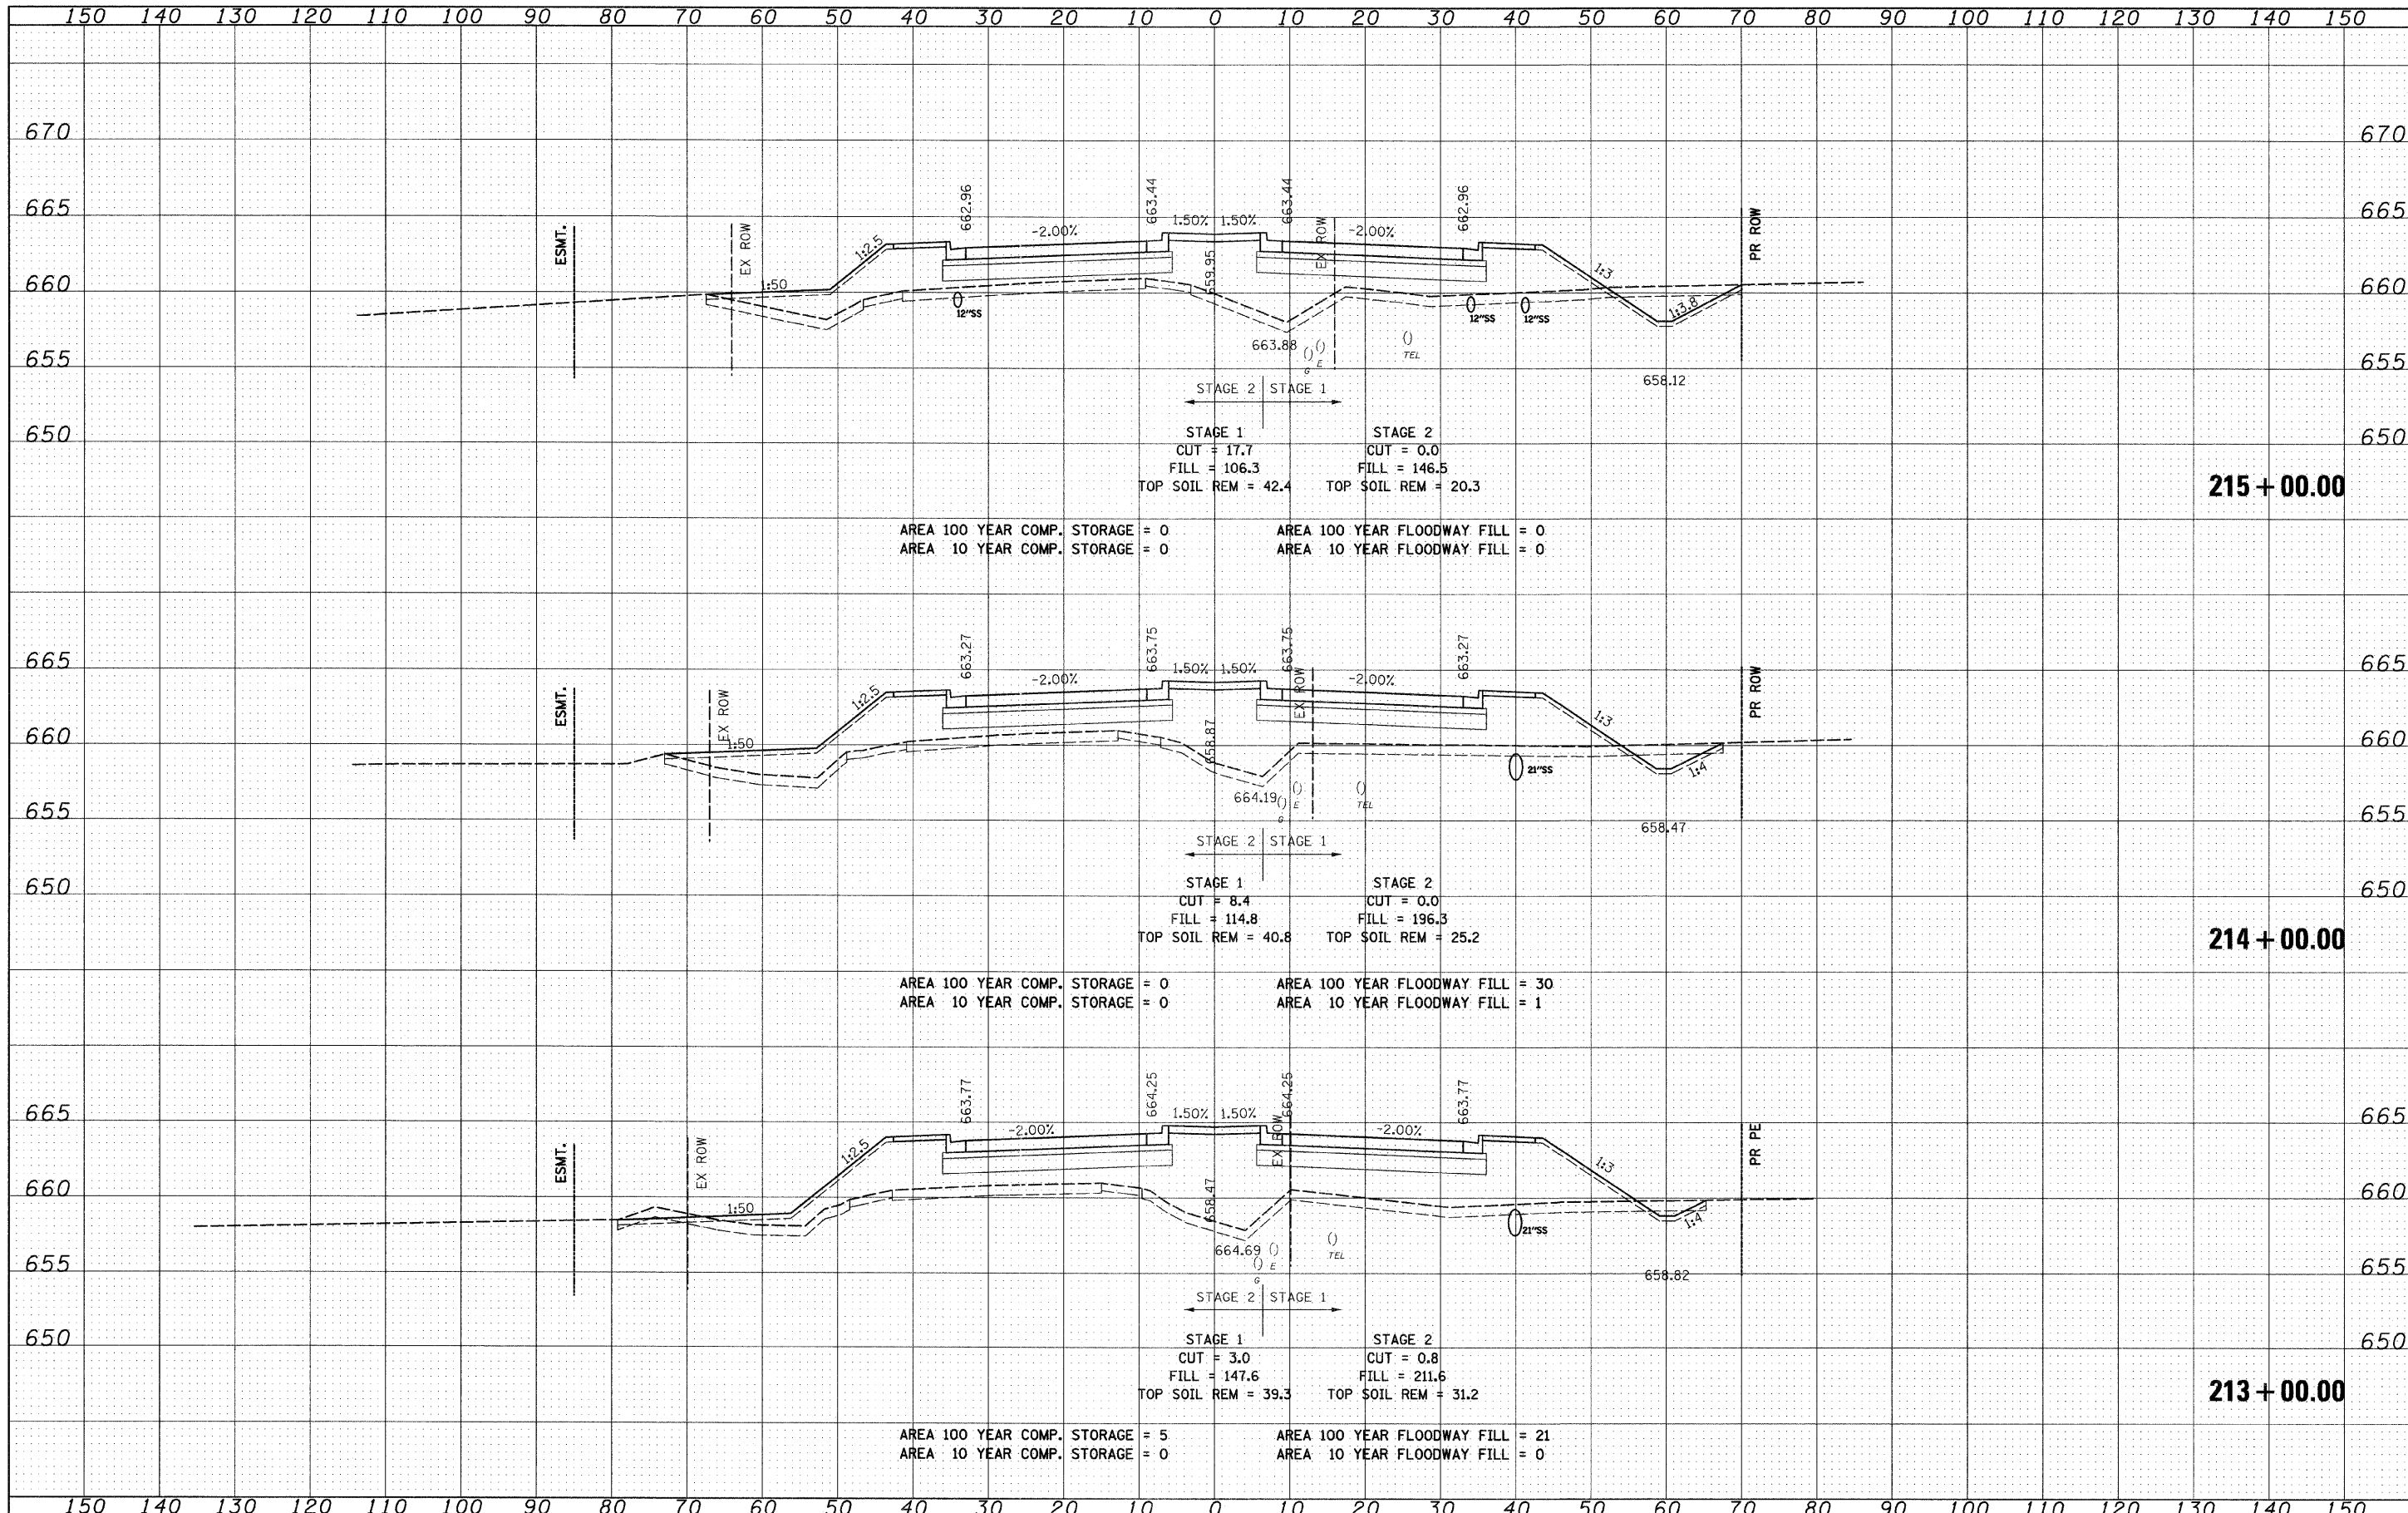 150 140 130 120 110 100 90 80 70 60 50 40 30 20 10 0 10 20 30 40 50 60 70 80 90 100 110 120 130 140 150
670 670
662.96 663.44 663.44 662.96
665 665
ESMT. EX ROW 1:2.5 -2.00% 1.50% 1.50% EX ROW -2.00% PR ROW
660 1:50 659.95 1:3 1:3.8 660
12"SS 12"SS 12"SS
663.88 G E TEL
655 655
658.12
STAGE 2 STAGE 1
650 650
STAGE 1 STAGE 2
CUT = 17.7 CUT = 0.0
FILL = 106.3 FILL = 146.5
TOP SOIL REM = 42.4 TOP SOIL REM = 20.3
215+00.00
AREA 100 YEAR COMP. STORAGE = 0 AREA 100 YEAR FLOODWAY FILL = 0
AREA 10 YEAR COMP. STORAGE = 0 AREA 10 YEAR FLOODWAY FILL = 0
663.27 663.75 663.75 663.27
665 665
ESMT. EX ROW 1:2.5 -2.00% 1.50% 1.50% EX ROW -2.00% PR ROW
660 1:50 658.87 1:3 1:4 660
21"SS
664.19 G E TEL
655 655
658.47
STAGE 2 STAGE 1
650 650
STAGE 1 STAGE 2
CUT = 8.4 CUT = 0.0
FILL = 114.8 FILL = 196.3
TOP SOIL REM = 40.8 TOP SOIL REM = 25.2
214+00.00
AREA 100 YEAR COMP. STORAGE = 0 AREA 100 YEAR FLOODWAY FILL = 30
AREA 10 YEAR COMP. STORAGE = 0 AREA 10 YEAR FLOODWAY FILL = 1
663.77 664.25 664.25 663.77
665 665
ESMT. EX ROW 1:2.5 -2.00% 1.50% 1.50% EX ROW -2.00% PR PE
660 1:50 658.47 1:3 1:4 660
21"SS
664.69 G E TEL
655 655
658.82
STAGE 2 STAGE 1
650 650
STAGE 1 STAGE 2
CUT = 3.0 CUT = 0.8
FILL = 147.6 FILL = 211.6
TOP SOIL REM = 39.3 TOP SOIL REM = 31.2
213+00.00
AREA 100 YEAR COMP. STORAGE = 5 AREA 100 YEAR FLOODWAY FILL = 21
AREA 10 YEAR COMP. STORAGE = 0 AREA 10 YEAR FLOODWAY FILL = 0
150 140 130 120 110 100 90 80 70 60 50 40 30 20 10 0 10 20 30 40 50 60 70 80 90 100 110 120 130 140 150